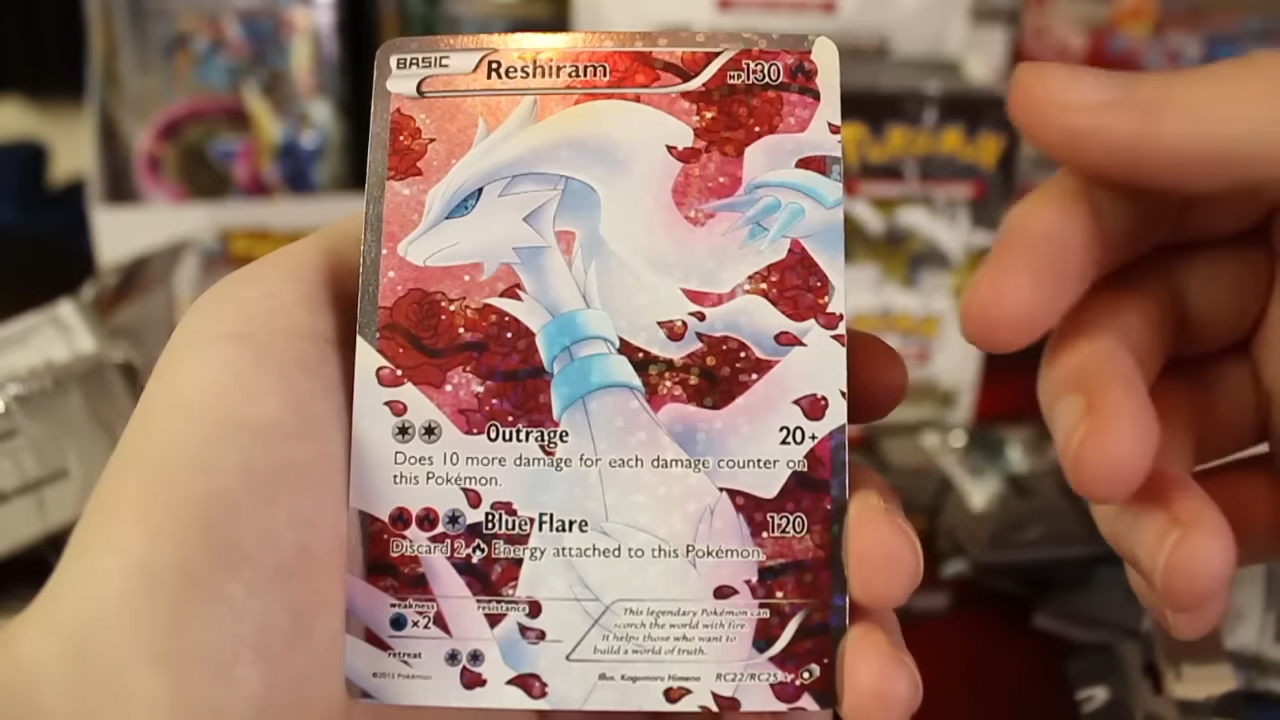 BASIC Reshiram HP130
Pokémon
Outrage 20+
Does 10 more damage for each damage counter on
this Pokémon.
Blue Flare 120
Discard 2 Energy attached to this Pokémon.
weakness resistance
×2
This legendary Pokémon can
scorch the world with fire.
It helps those who want to
build a world of truth.
retreat
©2013 Pokémon Illus. Kagemaru Himeno RC22/RC25